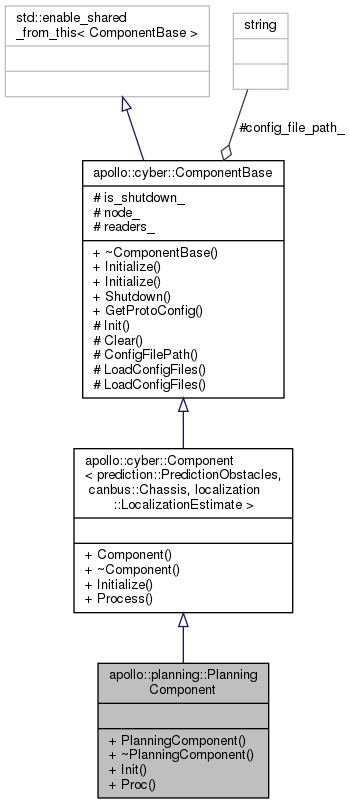 std::enable_shared
_from_this< ComponentBase >
string
#config_file_path_
apollo::cyber::ComponentBase
# is_shutdown_
# node_
# readers_
+ ~ComponentBase()
+ Initialize()
+ Initialize()
+ Shutdown()
+ GetProtoConfig()
# Init()
# Clear()
# ConfigFilePath()
# LoadConfigFiles()
# LoadConfigFiles()
apollo::cyber::Component
< prediction::PredictionObstacles,
canbus::Chassis, localization
::LocalizationEstimate >
+ Component()
+ ~Component()
+ Initialize()
+ Process()
apollo::planning::Planning
Component
+ PlanningComponent()
+ ~PlanningComponent()
+ Init()
+ Proc()